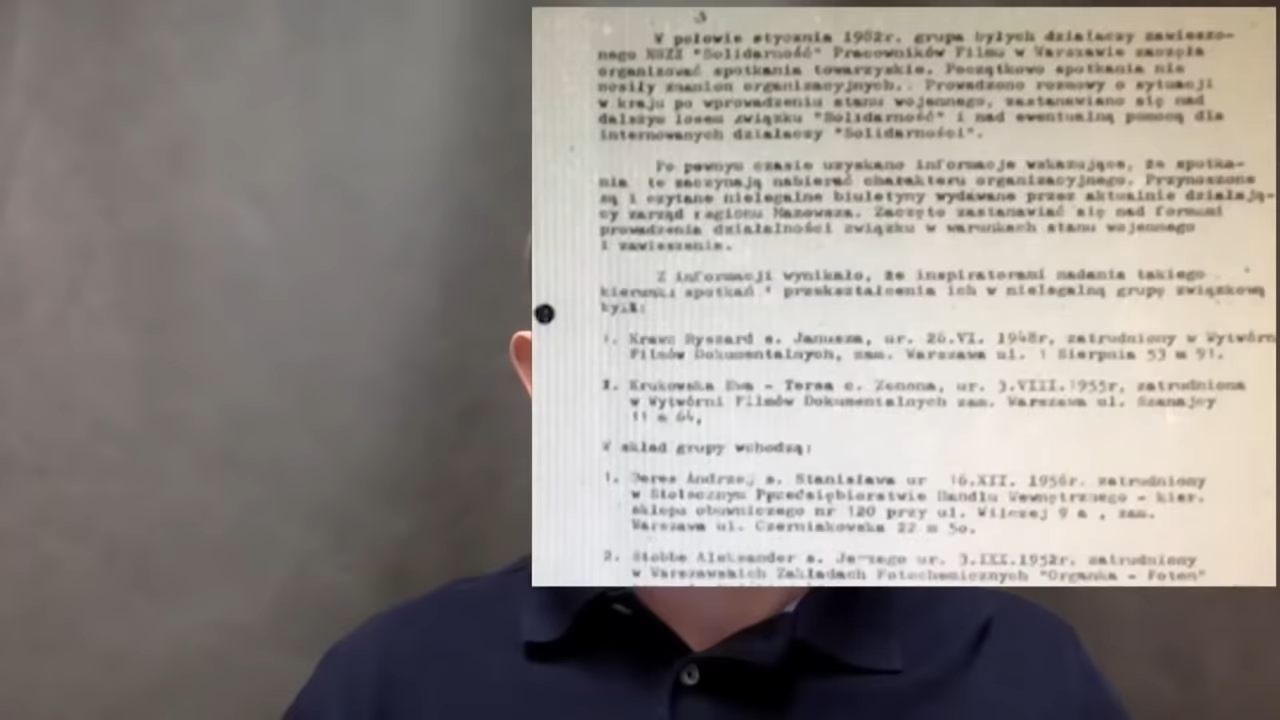 3
W połowie stycznia 1982r. grupa byłych działaczy zawieszo-
nego NSZZ "Solidarność" Pracowników Filmu w Warszawie zaczęła
organizować spotkania towarzyskie. Początkowo spotkania nie
nosiły znamion organizacyjnych.. Prowadzono rozmowy o sytuacji
w kraju po wprowadzeniu stanu wojennego, zastanawiano się nad
dalszym losem związku "Solidarność" i nad ewentualną pomocą dla
internowanych działaczy "Solidarności".
Po pewnym czasie uzyskano informacje wskazujące, że spotka-
nia te zaczynają nabierać charakteru organizacyjnego. Przynoszone
są i czytane nielegalne biuletyny wydawane przez aktualnie działają-
cy zarząd regionu Mazowsza. Zaczęto zastanawiać się nad formami
prowadzenia działalności związku w warunkach stanu wojennego
i zawieszenia.
Z informacji wynikało, że inspiratorami nadania takiego
kierunku spotkań i przekształcenia ich w nielegalną grupę związkową
byli:
1. Krawc Ryszard s. Janusza, ur. 26.VI. 1948r, zatrudniony w Wytwórn
Filmów Dokumentalnych, zam. Warszawa ul. 1 Sierpnia 53 m 91.
2. Krukowska Ewa - Teresa c. Zenona, ur. 3.VIII.1955r, zatrudniona
w Wytwórni Filmów Dokumentalnych zam. Warszawa ul.
11 m 64,
W skład grupy wchodzą:
1. Andrzej s. Stanisława ur 16.XII. 1956r. zatrudniony
w Stołecznym Pprzedsiębiorstwie Handlu Wewnętrznego - kier.
sklepu obuwniczego nr 120 przy ul. Wilczej 9 a , zam.
Warszawa ul. Czerniakowska 22 m 50.
2. Stobbe Aleksander s. Jerzego ur. 3.IX.1952r. zatrudniony
w Warszawskich Zakładach Fotochemicznych "Organka - Foten"